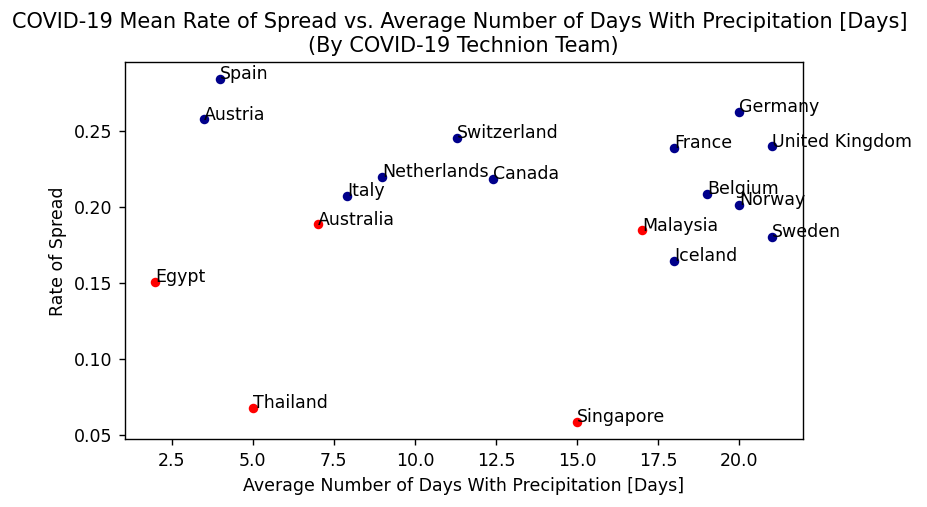 COVID-19 Mean Rate of Spread vs. Average Number of Days With Precipitation [Days]
(By COVID-19 Technion Team)
Spain
Germany
Austria
0.25
Switzerland
France
United Kingdom
Netherlands
Canada
Italy
Belgium
Norway
0.20
Australia
Malaysia
Sweden
Rate of Spread
Iceland
Egypt
0.15
0.10
Thailand
Singapore
0.05
2.5 5.0 7.5 10.0 12.5 15.0 17.5 20.0
Average Number of Days With Precipitation [Days]